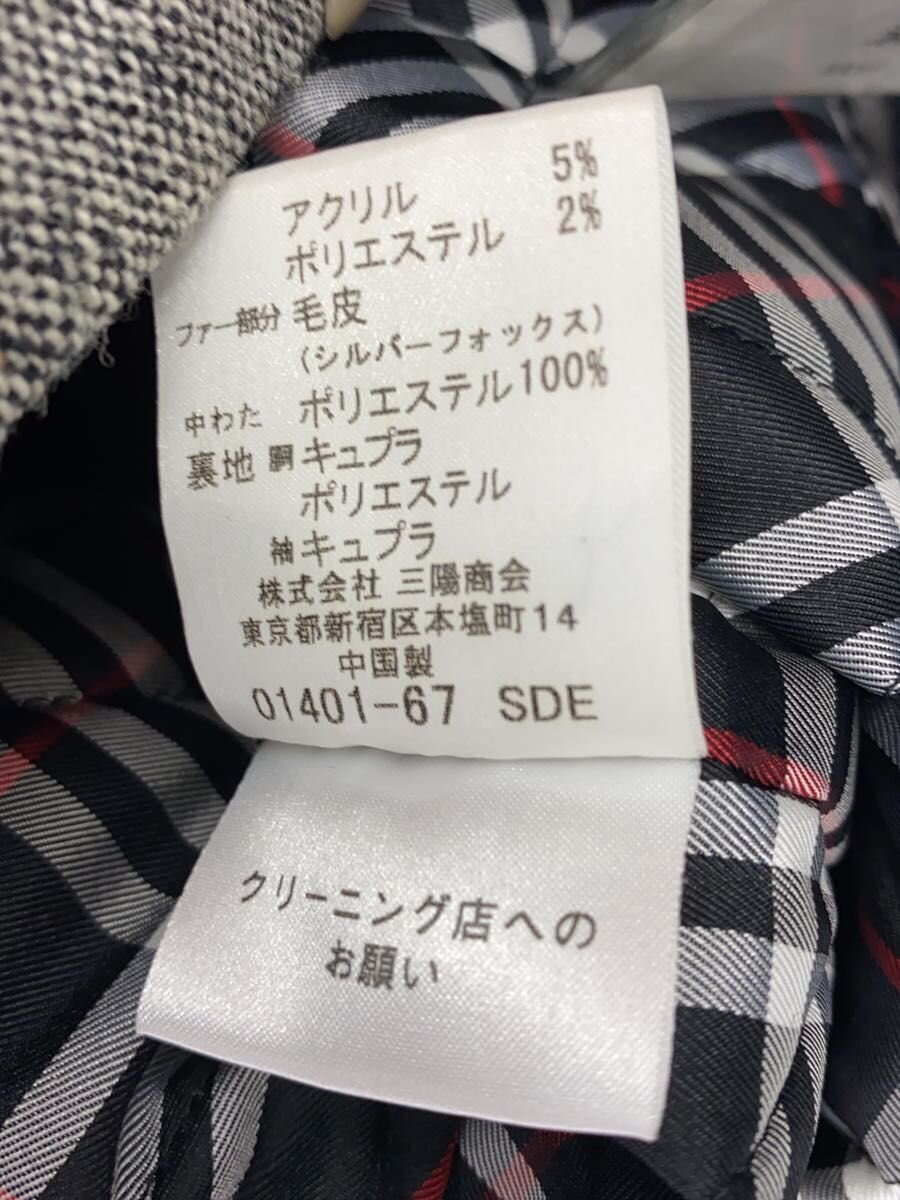 アクリル 5%
ポリエステル 2%
ファー部分 毛皮
(シルバーフォックス)
中わた ポリエステル100%
裏地 胴 キュプラ
ポリエステル
袖 キュプラ
株式会社 三陽商会
東京都新宿区本塩町14
中国製
01401-67 SDE
クリーニング店への
お願い